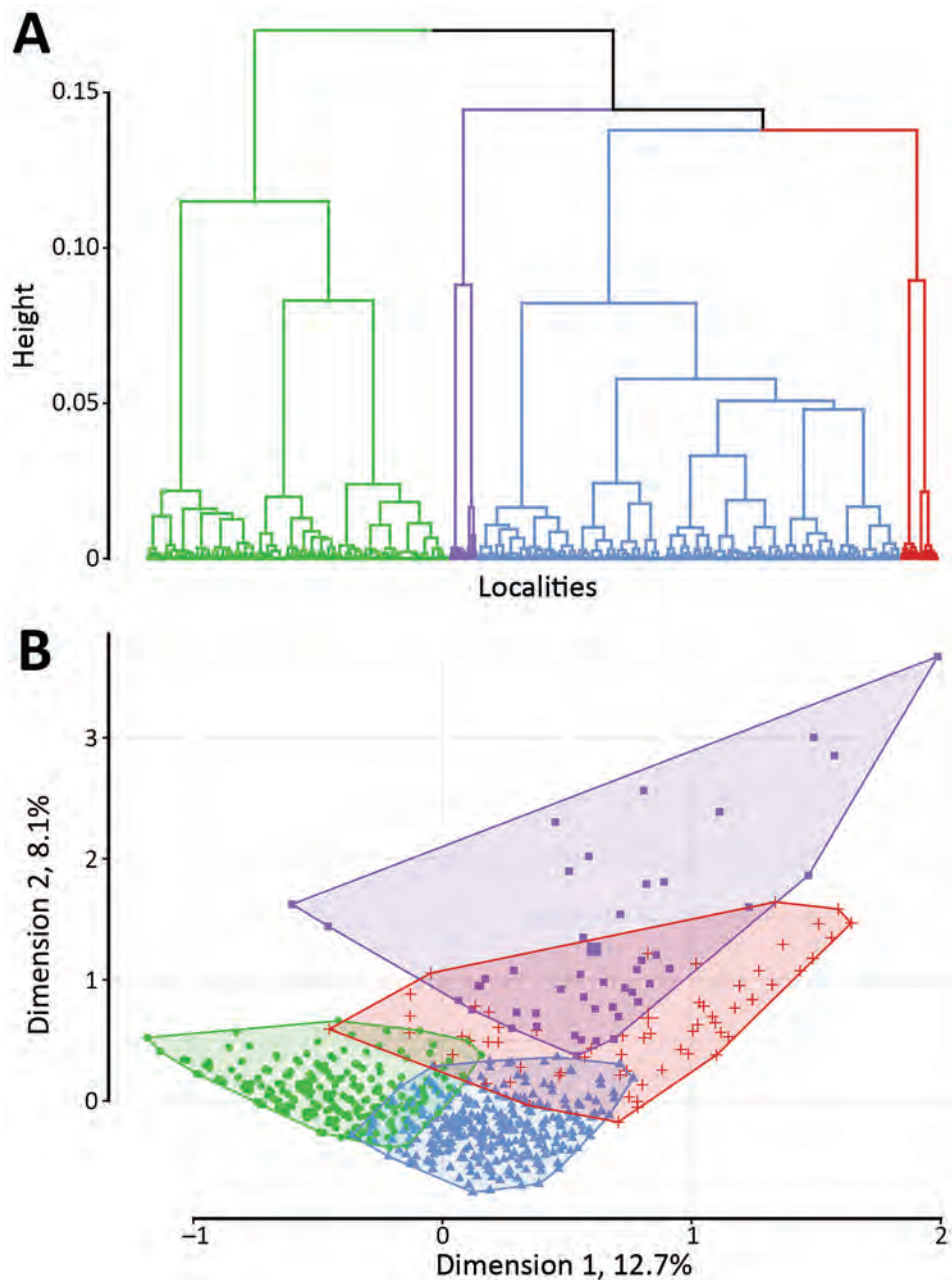 A
0.15
0.10
0.05
0
Height
Localities
B
3
2
1
0
Dimension 2, 8.1%
–1 0 1 2
Dimension 1, 12.7%